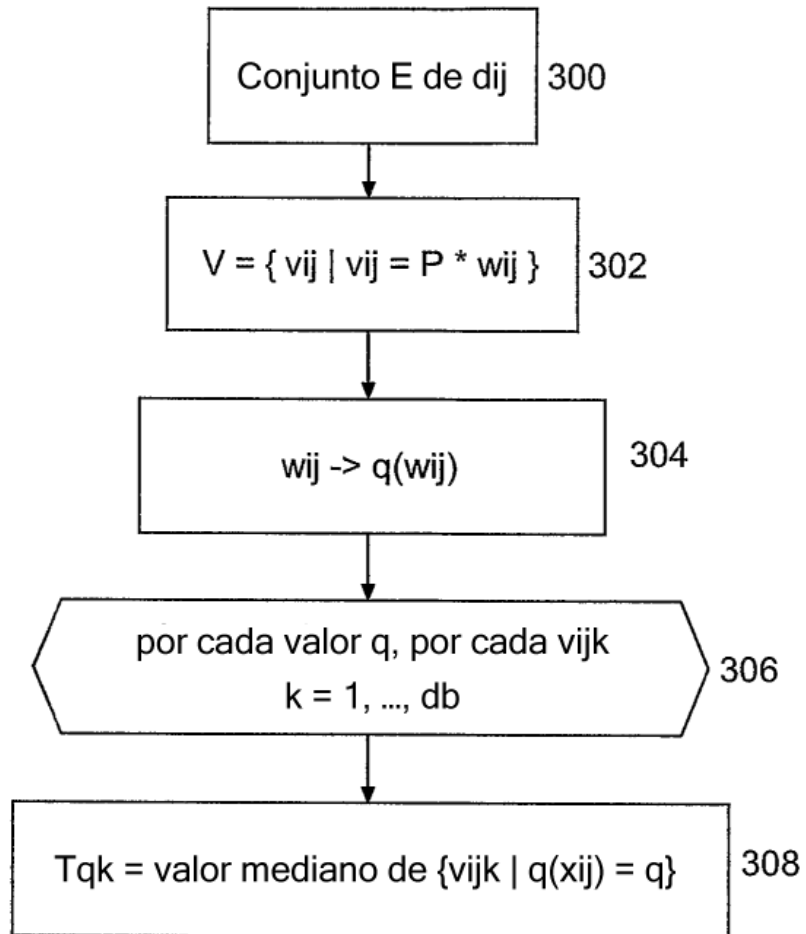 Conjunto E de dij 300
V = { vij | vij = P * wij } 302
wij -> q(wij) 304
por cada valor q, por cada vijk
k = 1, ..., db 306
Tqk = valor mediano de {vijk | q(xij) = q} 308